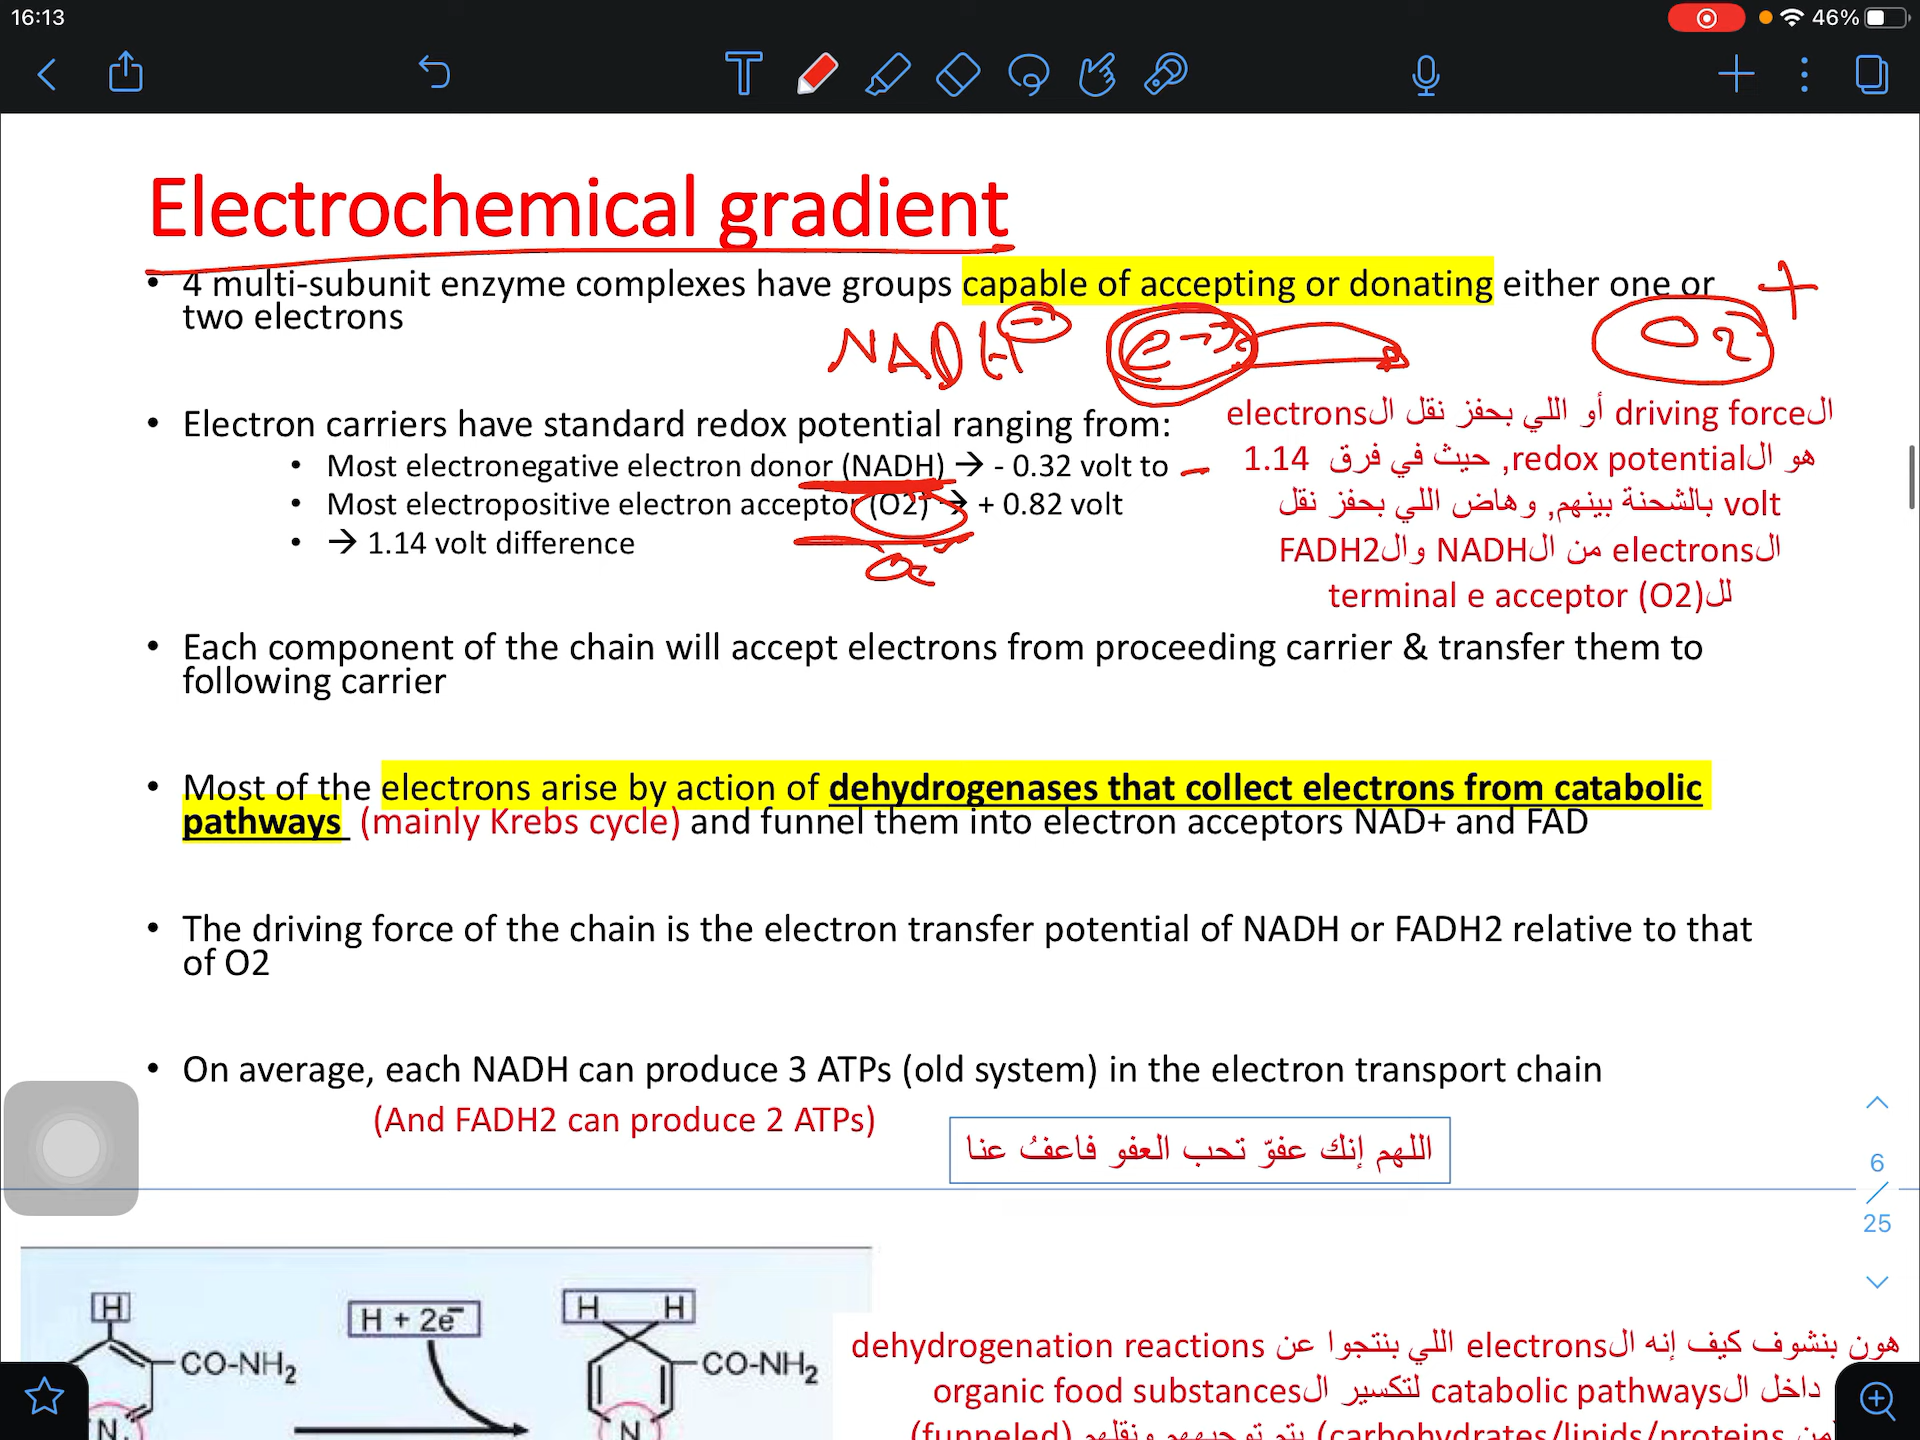 16:13
46%
Electrochemical gradient
• 4 multi-subunit enzyme complexes have groups capable of accepting or donating either one or
two electrons
NADH⁻ e⁻ O2 +
• Electron carriers have standard redox potential ranging from:
• Most electronegative electron donor (NADH) → - 0.32 volt to
• Most electropositive electron acceptor (O2) → + 0.82 volt
• → 1.14 volt difference
O2
الdriving force أو اللي بحفز نقل الelectrons
هو الredox potential, حيث في فرق 1.14
volt بالشحنة بينهم, وهاض اللي بحفز نقل
الelectrons من الNADH والFADH2
للterminal e acceptor (O2)
• Each component of the chain will accept electrons from proceeding carrier & transfer them to
following carrier
• Most of the electrons arise by action of dehydrogenases that collect electrons from catabolic
pathways (mainly Krebs cycle) and funnel them into electron acceptors NAD+ and FAD
• The driving force of the chain is the electron transfer potential of NADH or FADH2 relative to that
of O2
• On average, each NADH can produce 3 ATPs (old system) in the electron transport chain
(And FADH2 can produce 2 ATPs)
اللهم إنك عفوّ تحب العفو فاعفُ عنا
6
/
25
H
H + 2e⁻
H H
CO-NH₂
CO-NH₂
N
N
هون بنشوف كيف إنه الelectrons اللي بنتجوا عن dehydrogenation reactions
داخل الcatabolic pathways لتكسير الorganic food substances
(من carbohydrates/lipids/proteins) يتم توجيههم ونقلهم (funneled)